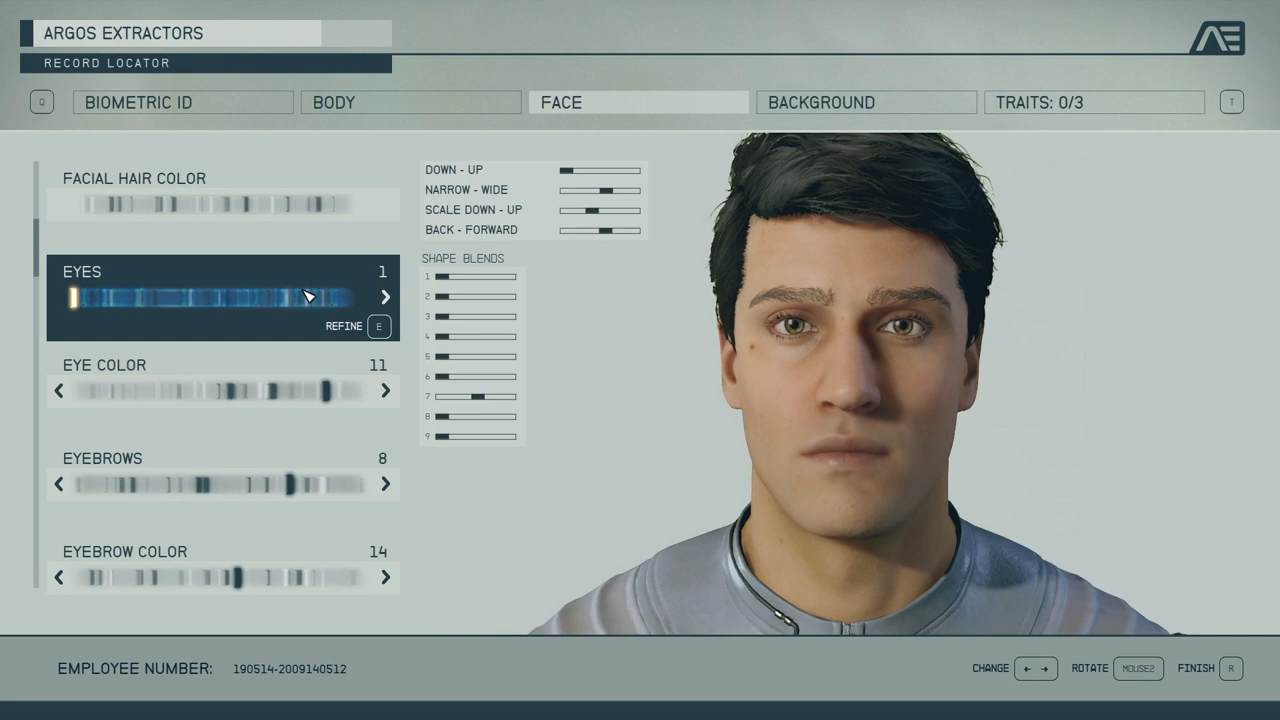 ARGOS EXTRACTORS
RECORD LOCATOR
AE
Q
BIOMETRIC ID
BODY
FACE
BACKGROUND
TRAITS: 0/3
T
FACIAL HAIR COLOR
EYES 1
REFINE E
EYE COLOR 11
EYEBROWS 8
EYEBROW COLOR 14
DOWN - UP
NARROW - WIDE
SCALE DOWN - UP
BACK - FORWARD
SHAPE BLENDS
1
2
3
4
5
6
7
8
9
EMPLOYEE NUMBER: 190514-2009140512
CHANGE ← →
ROTATE MOUSE2
FINISH R